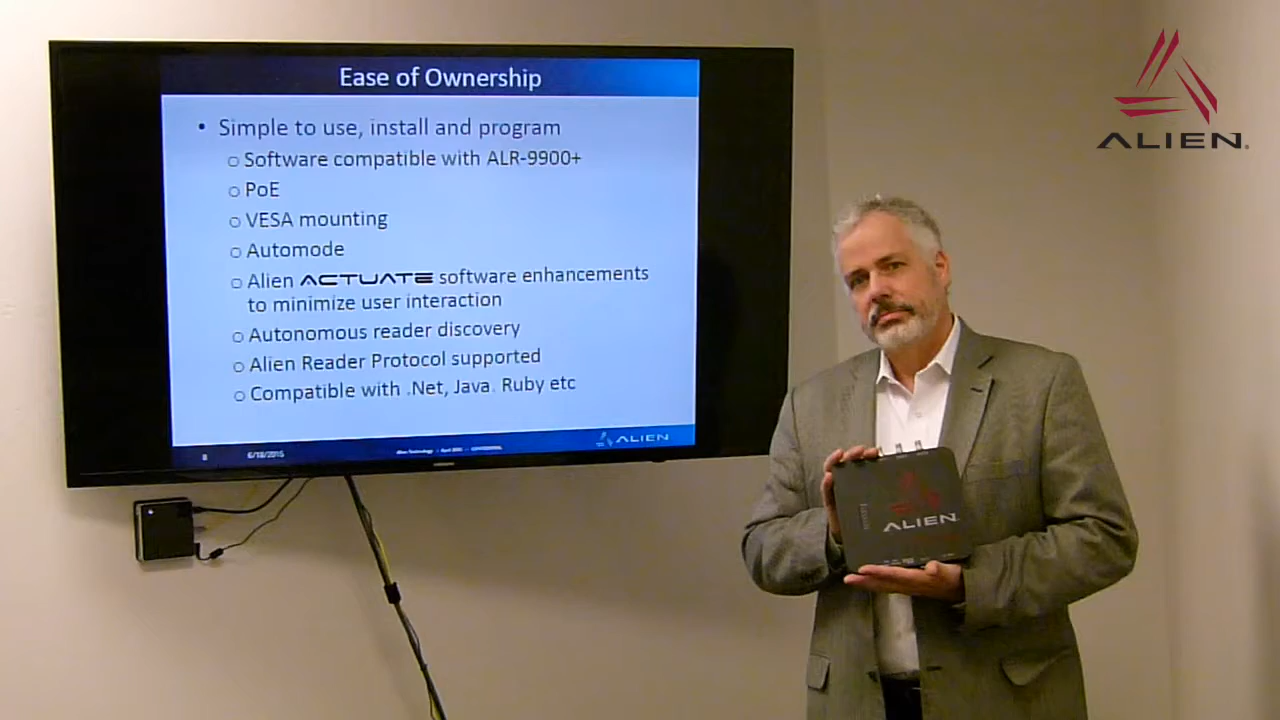 Ease of Ownership
• Simple to use, install and program
o Software compatible with ALR-9900+
o PoE
o VESA mounting
o Automode
o Alien ACTUATE software enhancements
to minimize user interaction
o Autonomous reader discovery
o Alien Reader Protocol supported
o Compatible with .Net, Java. Ruby etc
8 6/18/2015
ALIEN
ALIEN
ALIEN